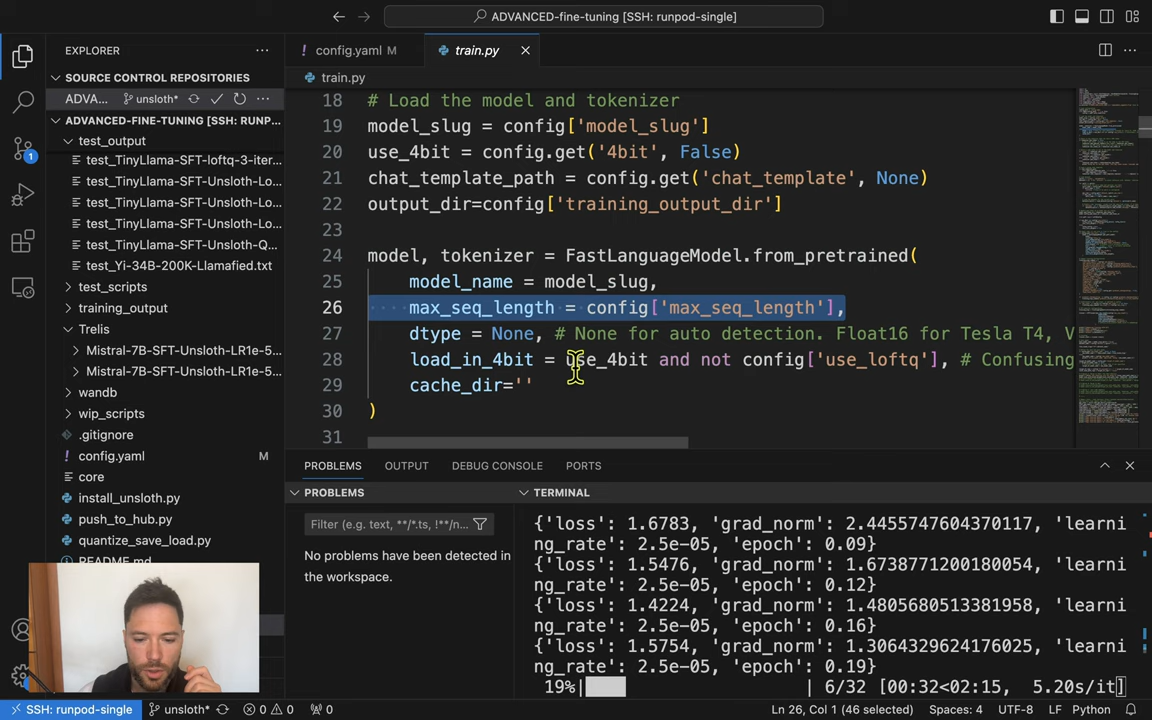 ADVANCED-fine-tuning [SSH: runpod-single]
EXPLORER
config.yaml M
train.py
SOURCE CONTROL REPOSITORIES
ADVA... unsloth*
ADVANCED-FINE-TUNING [SSH: RUNP...
test_output
test_TinyLlama-SFT-loftq-3-iter...
test_TinyLlama-SFT-Unsloth-Lo...
test_TinyLlama-SFT-Unsloth-Lo...
test_TinyLlama-SFT-Unsloth-Lo...
test_TinyLlama-SFT-Unsloth-Q...
test_Yi-34B-200K-Llamafied.txt
test_scripts
training_output
Trelis
Mistral-7B-SFT-Unsloth-LR1e-5...
Mistral-7B-SFT-Unsloth-LR1e-5...
wandb
wip_scripts
.gitignore
config.yaml M
core
install_unsloth.py
push_to_hub.py
quantize_save_load.py
README.md
1
train.py
18 # Load the model and tokenizer
19 model_slug = config['model_slug']
20 use_4bit = config.get('4bit', False)
21 chat_template_path = config.get('chat_template', None)
22 output_dir=config['training_output_dir']
23
24 model, tokenizer = FastLanguageModel.from_pretrained(
25 model_name = model_slug,
26 max_seq_length = config['max_seq_length'],
27 dtype = None, # None for auto detection. Float16 for Tesla T4, V
28 load_in_4bit = use_4bit and not config['use_loftq'], # Confusing
29 cache_dir=''
30 )
31
PROBLEMS OUTPUT DEBUG CONSOLE PORTS
PROBLEMS
Filter (e.g. text, **/*.ts, !**/n...
No problems have been detected in
the workspace.
TERMINAL
{'loss': 1.6783, 'grad_norm': 2.4455747604370117, 'learni
ng_rate': 2.5e-05, 'epoch': 0.09}
{'loss': 1.5476, 'grad_norm': 1.6738771200180054, 'learni
ng_rate': 2.5e-05, 'epoch': 0.12}
{'loss': 1.4224, 'grad_norm': 1.4805680513381958, 'learni
ng_rate': 2.5e-05, 'epoch': 0.16}
{'loss': 1.5754, 'grad_norm': 1.3064329624176025, 'learni
ng_rate': 2.5e-05, 'epoch': 0.19}
19%| | 6/32 [00:32<02:15, 5.20s/it]
SSH: runpod-single unsloth* 0 0 0 Ln 26, Col 1 (46 selected) Spaces: 4 UTF-8 LF Python